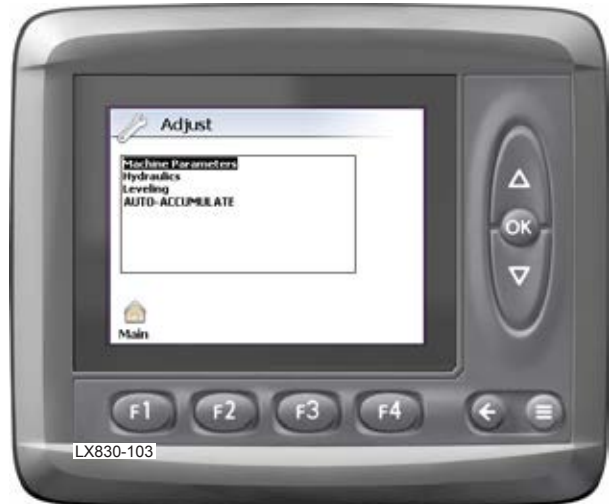 Adjust
Machine Parameters
Hydraulics
Leveling
AUTO-ACCUMULATE
Main
OK
F1 F2 F3 F4
LX830-103